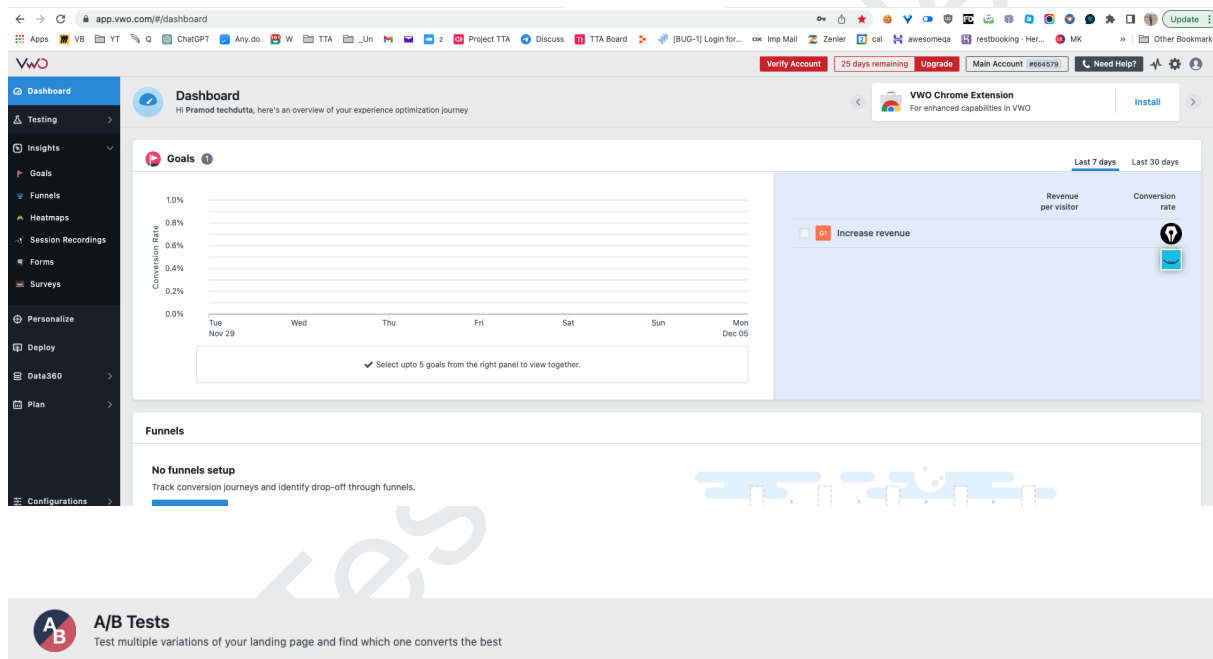 app.vwo.com/#/dashboard
Update
Apps VB YT Q ChatGPT Any.do W TTA _Un z Project TTA Discuss TTA Board [BUG-1] Login for... Imp Mail Zenler cal awesomeqa restbooking - Her... MK » Other Bookmark
VWO
Verify Account 25 days remaining Upgrade Main Account #664579 Need Help?
Dashboard
Testing
Insights
Goals
Funnels
Heatmaps
Session Recordings
Forms
Surveys
Personalize
Deploy
Data360
Plan
Configurations
Dashboard
Hi Pramod techdutta, here's an overview of your experience optimization journey
VWO Chrome Extension
For enhanced capabilities in VWO
Install
Goals 1
Last 7 days Last 30 days
Conversion Rate
1.0%
0.8%
0.6%
0.4%
0.2%
0.0%
Tue Wed Thu Fri Sat Sun Mon
Nov 29 Dec 05
Select upto 5 goals from the right panel to view together.
Revenue Conversion
per visitor rate
G1 Increase revenue
Funnels
No funnels setup
Track conversion journeys and identify drop-off through funnels.
Tes
A/B
A/B Tests
Test multiple variations of your landing page and find which one converts the best